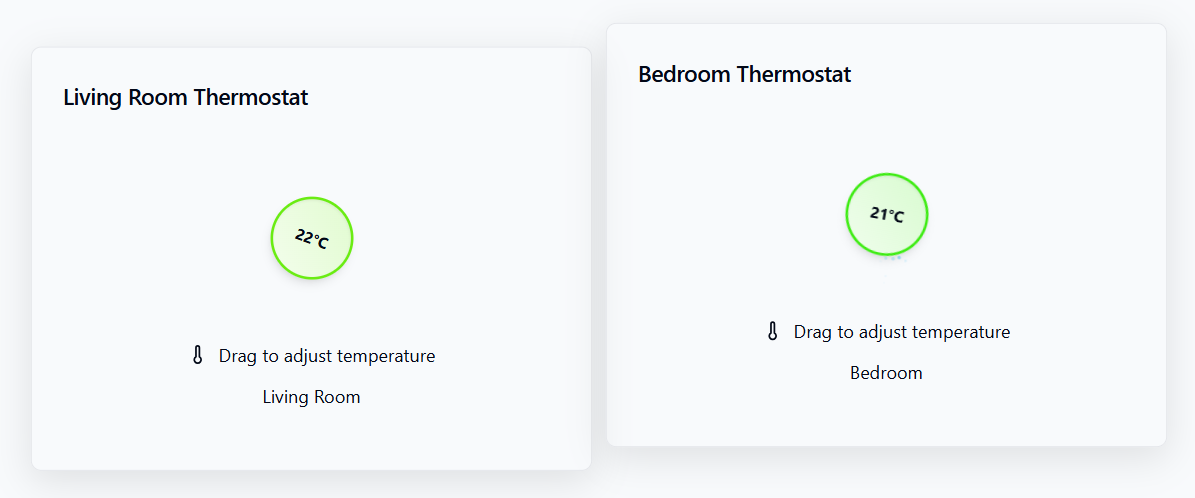 Living Room Thermostat
22°C
Drag to adjust temperature
Living Room
Bedroom Thermostat
21°C
Drag to adjust temperature
Bedroom